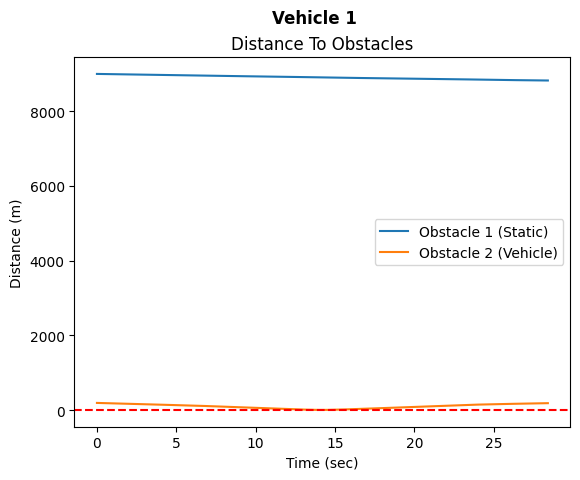 Vehicle 1
Distance To Obstacles
Distance (m)
8000
6000
4000
2000
0
Obstacle 1 (Static)
Obstacle 2 (Vehicle)
0 5 10 15 20 25
Time (sec)